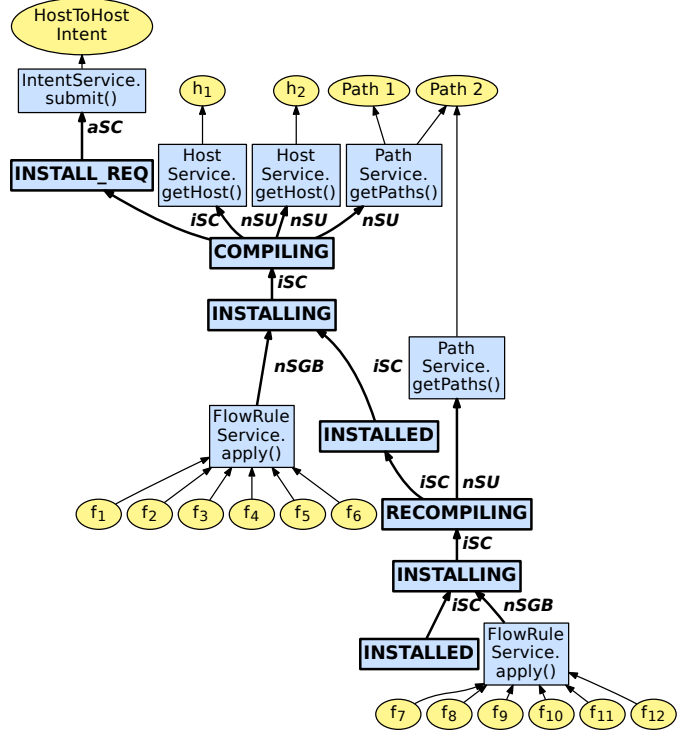 HostToHost
Intent
IntentService.
submit()
h1
h2
Path 1
Path 2
aSC
Host
Service.
getHost()
Host
Service.
getHost()
Path
Service.
getPaths()
INSTALL_REQ
iSC
nSU
nSU
nSU
COMPILING
iSC
INSTALLING
nSGB
iSC
Path
Service.
getPaths()
FlowRule
Service.
apply()
INSTALLED
iSC
nSU
f1
f2
f3
f4
f5
f6
RECOMPILING
iSC
INSTALLING
iSC
nSGB
INSTALLED
FlowRule
Service.
apply()
f7
f8
f9
f10
f11
f12